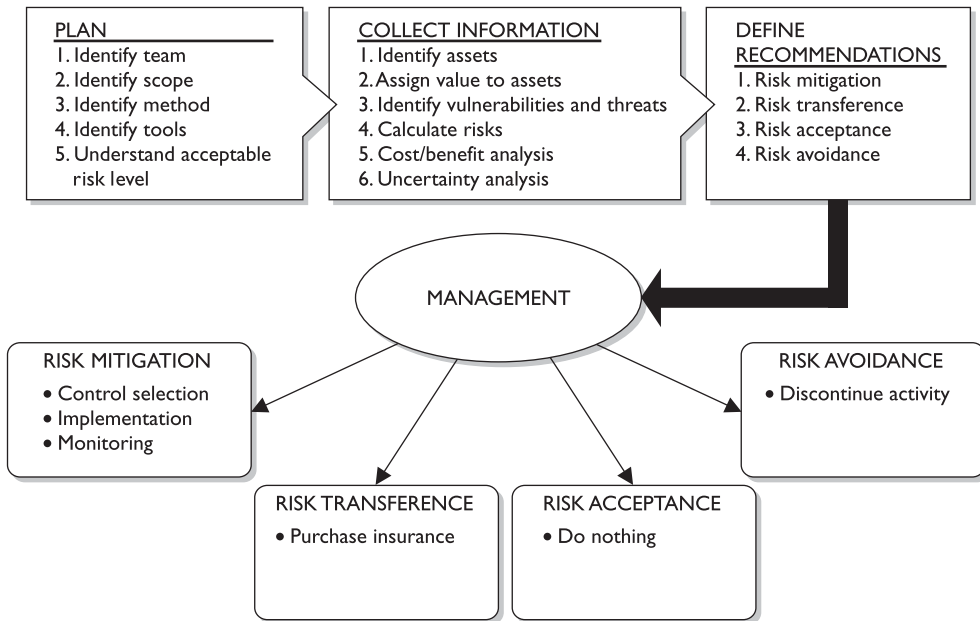 PLAN
1. Identify team
2. Identify scope
3. Identify method
4. Identify tools
5. Understand acceptable
risk level
COLLECT INFORMATION
1. Identify assets
2. Assign value to assets
3. Identify vulnerabilities and threats
4. Calculate risks
5. Cost/benefit analysis
6. Uncertainty analysis
DEFINE
RECOMMENDATIONS
1. Risk mitigation
2. Risk transference
3. Risk acceptance
4. Risk avoidance
MANAGEMENT
RISK MITIGATION
• Control selection
• Implementation
• Monitoring
RISK TRANSFERENCE
• Purchase insurance
RISK ACCEPTANCE
• Do nothing
RISK AVOIDANCE
• Discontinue activity